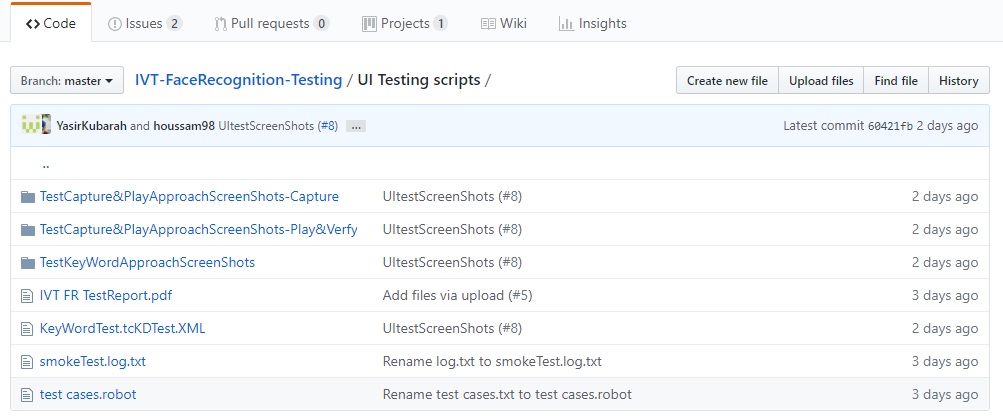 Code Issues 2 Pull requests 0 Projects 1 Wiki Insights
Branch: master IVT-FaceRecognition-Testing / UI Testing scripts / Create new file Upload files Find file History
YasirKubarah and houssam98 UItestScreenShots (#8) ... Latest commit 60421fb 2 days ago
..
TestCapture&PlayApproachScreenShots-Capture UItestScreenShots (#8) 2 days ago
TestCapture&PlayApproachScreenShots-Play&Verfy UItestScreenShots (#8) 2 days ago
TestKeyWordApproachScreenShots UItestScreenShots (#8) 2 days ago
IVT FR TestReport.pdf Add files via upload (#5) 3 days ago
KeyWordTest.tcKDTest.XML UItestScreenShots (#8) 2 days ago
smokeTest.log.txt Rename log.txt to smokeTest.log.txt 3 days ago
test cases.robot Rename test cases.txt to test cases.robot 3 days ago